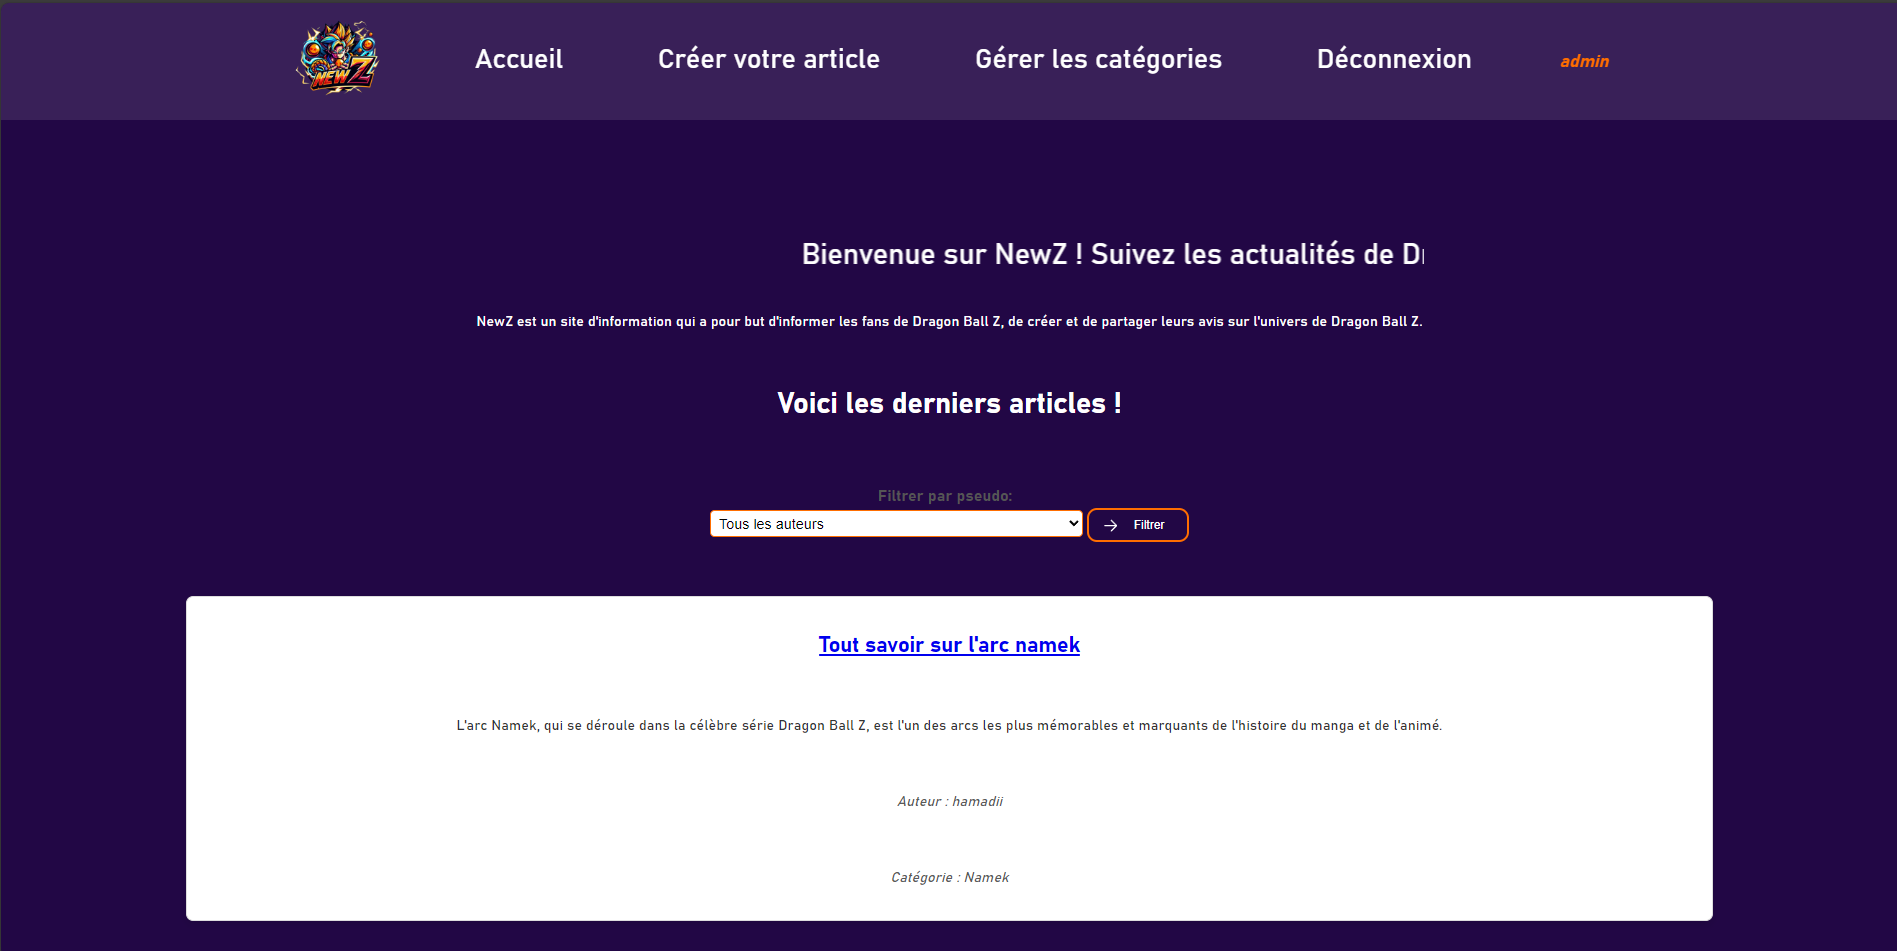 NEWZ
Accueil
Créer votre article
Gérer les catégories
Déconnexion
admin
Bienvenue sur NewZ ! Suivez les actualités de
NewZ est un site d'information qui a pour but d'informer les fans de Dragon Ball Z, de créer et de partager leurs avis sur l'univers de Dragon Ball Z.
Voici les derniers articles !
Filtrer par pseudo:
Tous les auteurs
Filtrer
Tout savoir sur l'arc namek
L'arc Namek, qui se déroule dans la célèbre série Dragon Ball Z, est l'un des arcs les plus mémorables et marquants de l'histoire du manga et de l'animé.
Auteur : hamadii
Catégorie : Namek